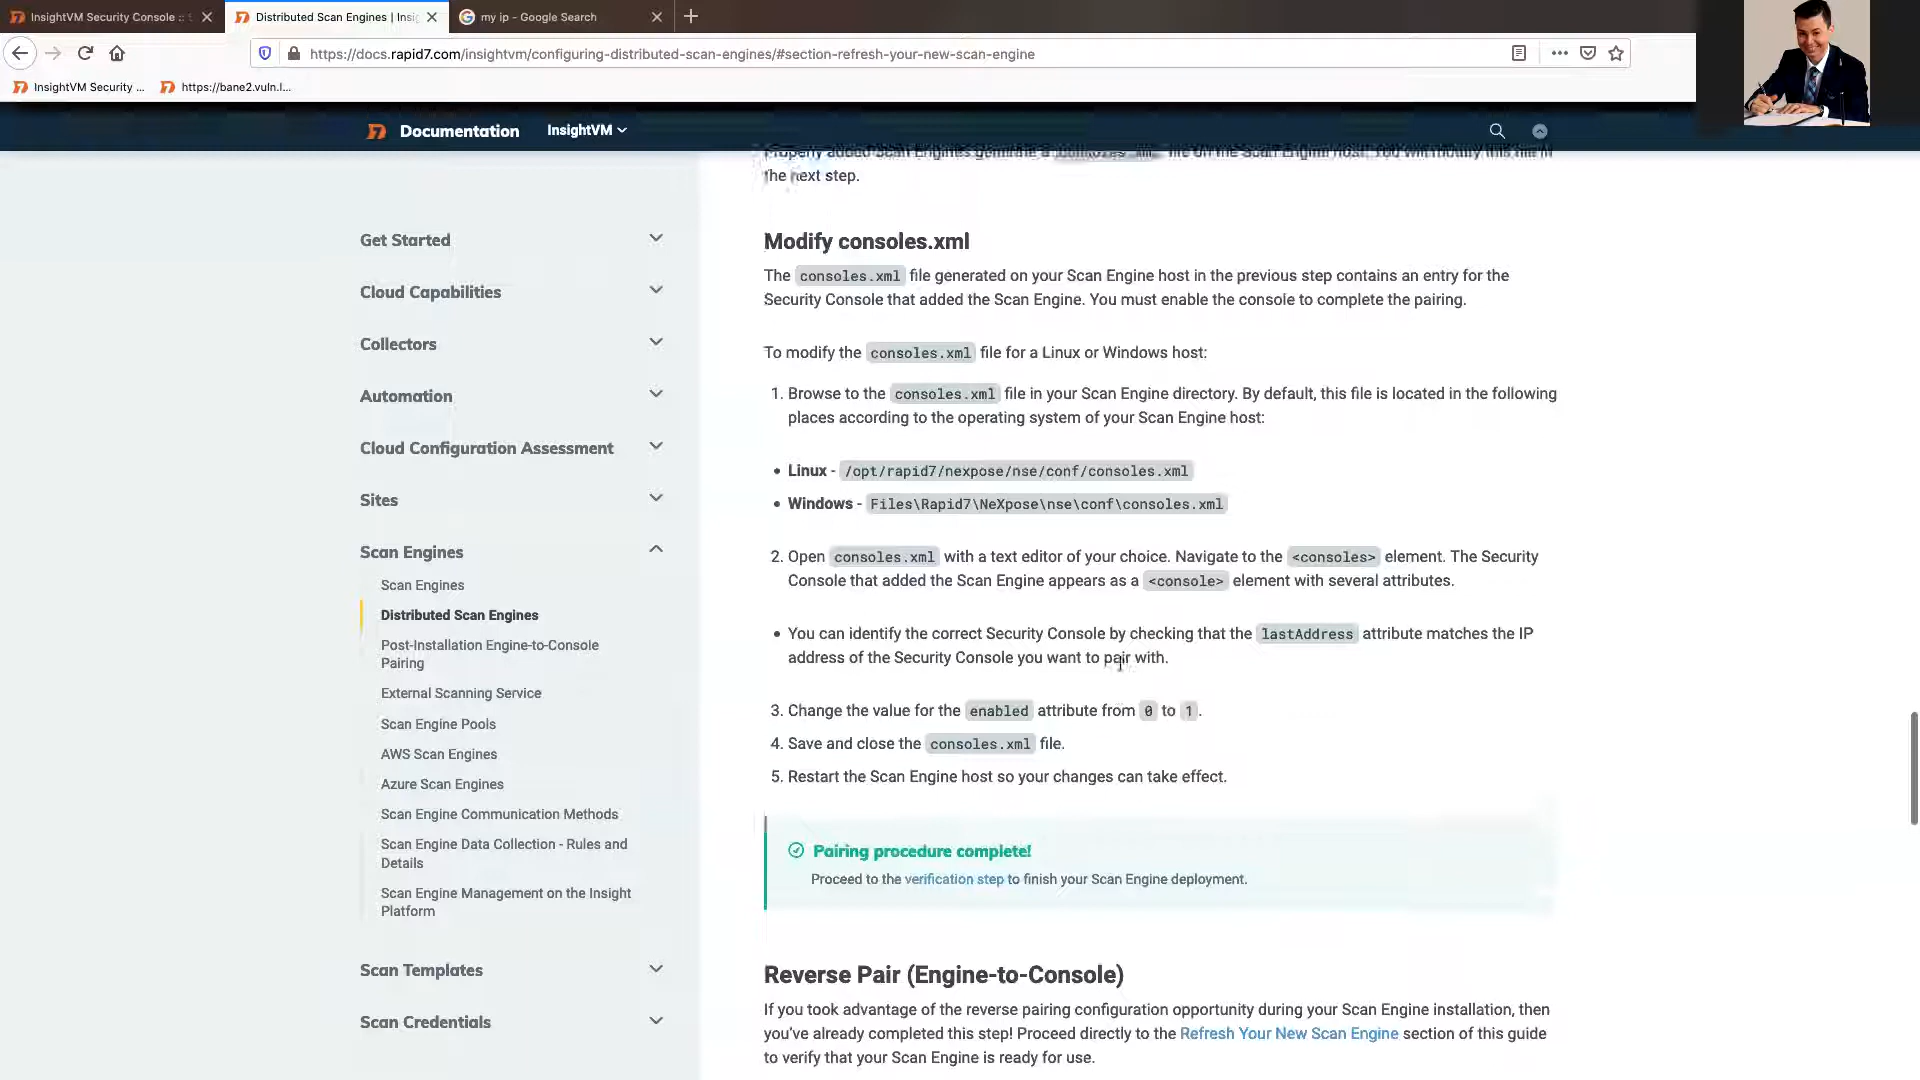 InsightVM Security Console ::
Distributed Scan Engines | Insi
my ip - Google Search
https://docs.rapid7.com/insightvm/configuring-distributed-scan-engines/#section-refresh-your-new-scan-engine
InsightVM Security ...
https://bane2.vuln.l...
Documentation
InsightVM
Properly added Scan Engines generate a consoles.xml file on the Scan Engine host. You will modify this file in
the next step.
Get Started
Cloud Capabilities
Collectors
Automation
Cloud Configuration Assessment
Sites
Scan Engines
Scan Engines
Distributed Scan Engines
Post-Installation Engine-to-Console
Pairing
External Scanning Service
Scan Engine Pools
AWS Scan Engines
Azure Scan Engines
Scan Engine Communication Methods
Scan Engine Data Collection - Rules and
Details
Scan Engine Management on the Insight
Platform
Scan Templates
Scan Credentials
Modify consoles.xml
The consoles.xml file generated on your Scan Engine host in the previous step contains an entry for the
Security Console that added the Scan Engine. You must enable the console to complete the pairing.
To modify the consoles.xml file for a Linux or Windows host:
1. Browse to the consoles.xml file in your Scan Engine directory. By default, this file is located in the following
places according to the operating system of your Scan Engine host:
• Linux - /opt/rapid7/nexpose/nse/conf/consoles.xml
• Windows - Files\Rapid7\NeXpose\nse\conf\consoles.xml
2. Open consoles.xml with a text editor of your choice. Navigate to the <consoles> element. The Security
Console that added the Scan Engine appears as a <console> element with several attributes.
• You can identify the correct Security Console by checking that the lastAddress attribute matches the IP
address of the Security Console you want to pair with.
3. Change the value for the enabled attribute from 0 to 1.
4. Save and close the consoles.xml file.
5. Restart the Scan Engine host so your changes can take effect.
Pairing procedure complete!
Proceed to the verification step to finish your Scan Engine deployment.
Reverse Pair (Engine-to-Console)
If you took advantage of the reverse pairing configuration opportunity during your Scan Engine installation, then
you've already completed this step! Proceed directly to the Refresh Your New Scan Engine section of this guide
to verify that your Scan Engine is ready for use.